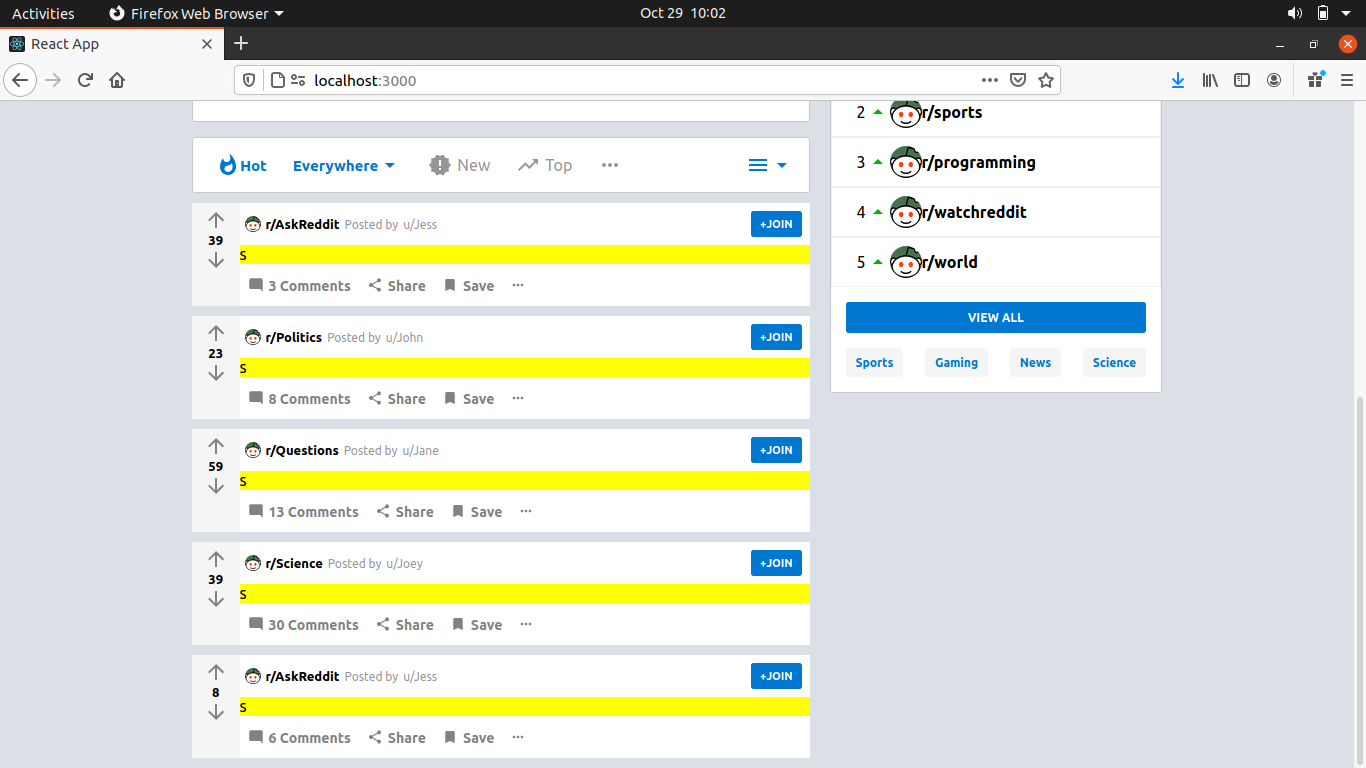 Activities Firefox Web Browser Oct 29 10:02
React App
localhost:3000
Hot Everywhere New Top
39 r/AskReddit Posted by u/Jess +JOIN
S
3 Comments Share Save
23 r/Politics Posted by u/John +JOIN
S
8 Comments Share Save
59 r/Questions Posted by u/Jane +JOIN
S
13 Comments Share Save
39 r/Science Posted by u/Joey +JOIN
S
30 Comments Share Save
8 r/AskReddit Posted by u/Jess +JOIN
S
6 Comments Share Save
2 r/sports
3 r/programming
4 r/watchreddit
5 r/world
VIEW ALL
Sports Gaming News Science